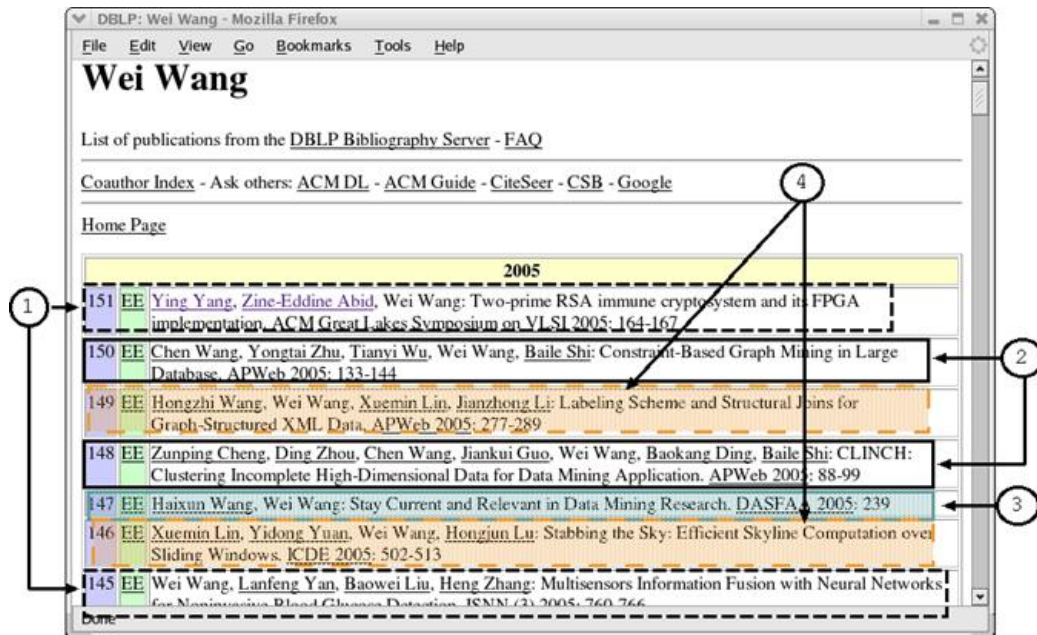 DBLP: Wei Wang - Mozilla Firefox
File Edit View Go Bookmarks Tools Help
Wei Wang
List of publications from the DBLP Bibliography Server - FAQ
Coauthor Index - Ask others: ACM DL - ACM Guide - CiteSeer - CSB - Google
4
Home Page
2005
1
151 EE Ying Yang, Zine-Eddine Abid, Wei Wang: Two-prime RSA immune cryptosystem and its FPGA
implementation. ACM Great Lakes Symposium on VLSI 2005: 164-167
150 EE Chen Wang, Yongtai Zhu, Tianyi Wu, Wei Wang, Baile Shi: Constraint-Based Graph Mining in Large
Database. APWeb 2005: 133-144
2
149 EE Hongzhi Wang, Wei Wang, Xuemin Lin, Jianzhong Li: Labeling Scheme and Structural Joins for
Graph-Structured XML Data. APWeb 2005: 277-289
148 EE Zunping Cheng, Ding Zhou, Chen Wang, Jiankui Guo, Wei Wang, Baokang Ding, Baile Shi: CLINCH:
Clustering Incomplete High-Dimensional Data for Data Mining Application. APWeb 2005: 88-99
147 EE Haixun Wang, Wei Wang: Stay Current and Relevant in Data Mining Research. DASFAA 2005: 239
3
146 EE Xuemin Lin, Yidong Yuan, Wei Wang, Hongjun Lu: Stabbing the Sky: Efficient Skyline Computation over
Sliding Windows. ICDE 2005: 502-513
145 EE Wei Wang, Lanfeng Yan, Baowei Liu, Heng Zhang: Multisensors Information Fusion with Neural Networks
for Noninvasive Blood Glucose Detection. ISNN (3) 2005: 760-766
Done